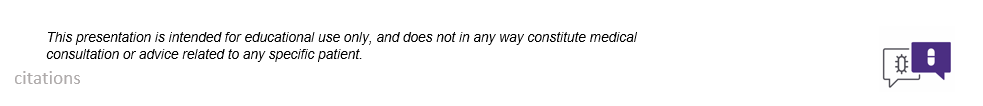 This presentation is intended for educational use only, and does not in any way constitute medical
consultation or advice related to any specific patient.
citations